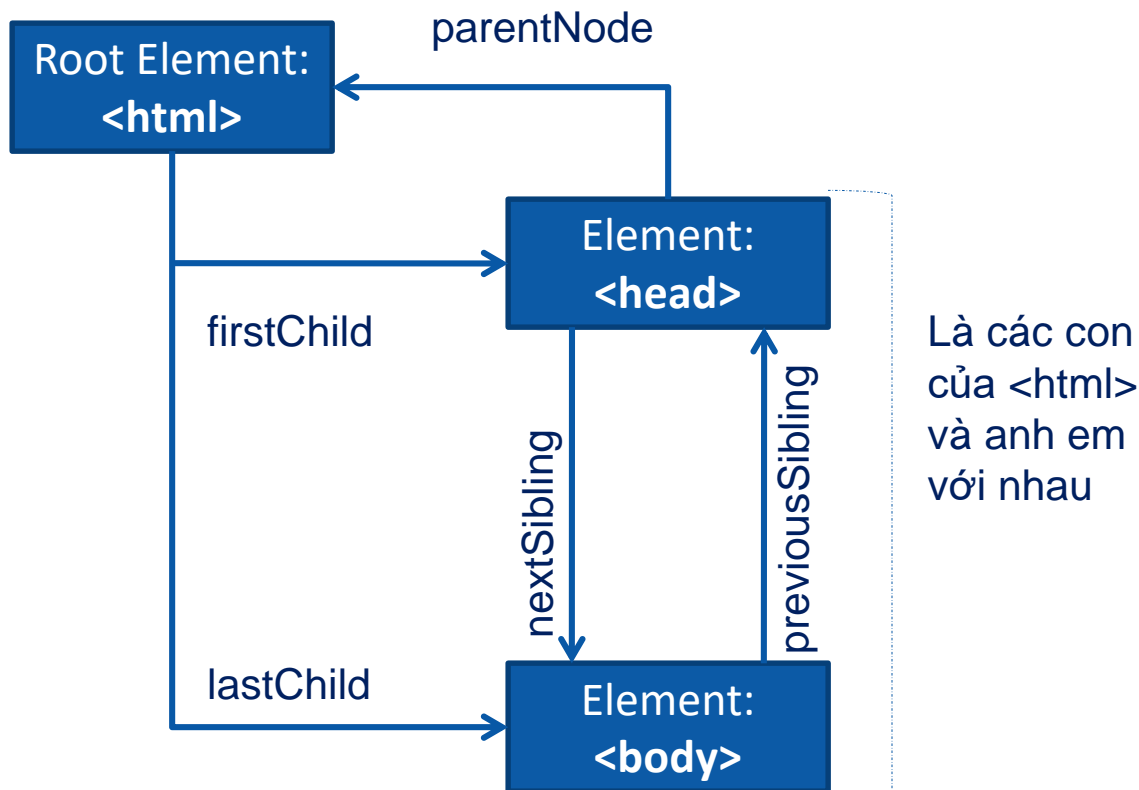 parentNode
Root Element:
<html>
Element:
<head>
firstChild
Là các con
của <html>
và anh em
với nhau
nextSibling
previousSibling
lastChild
Element:
<body>